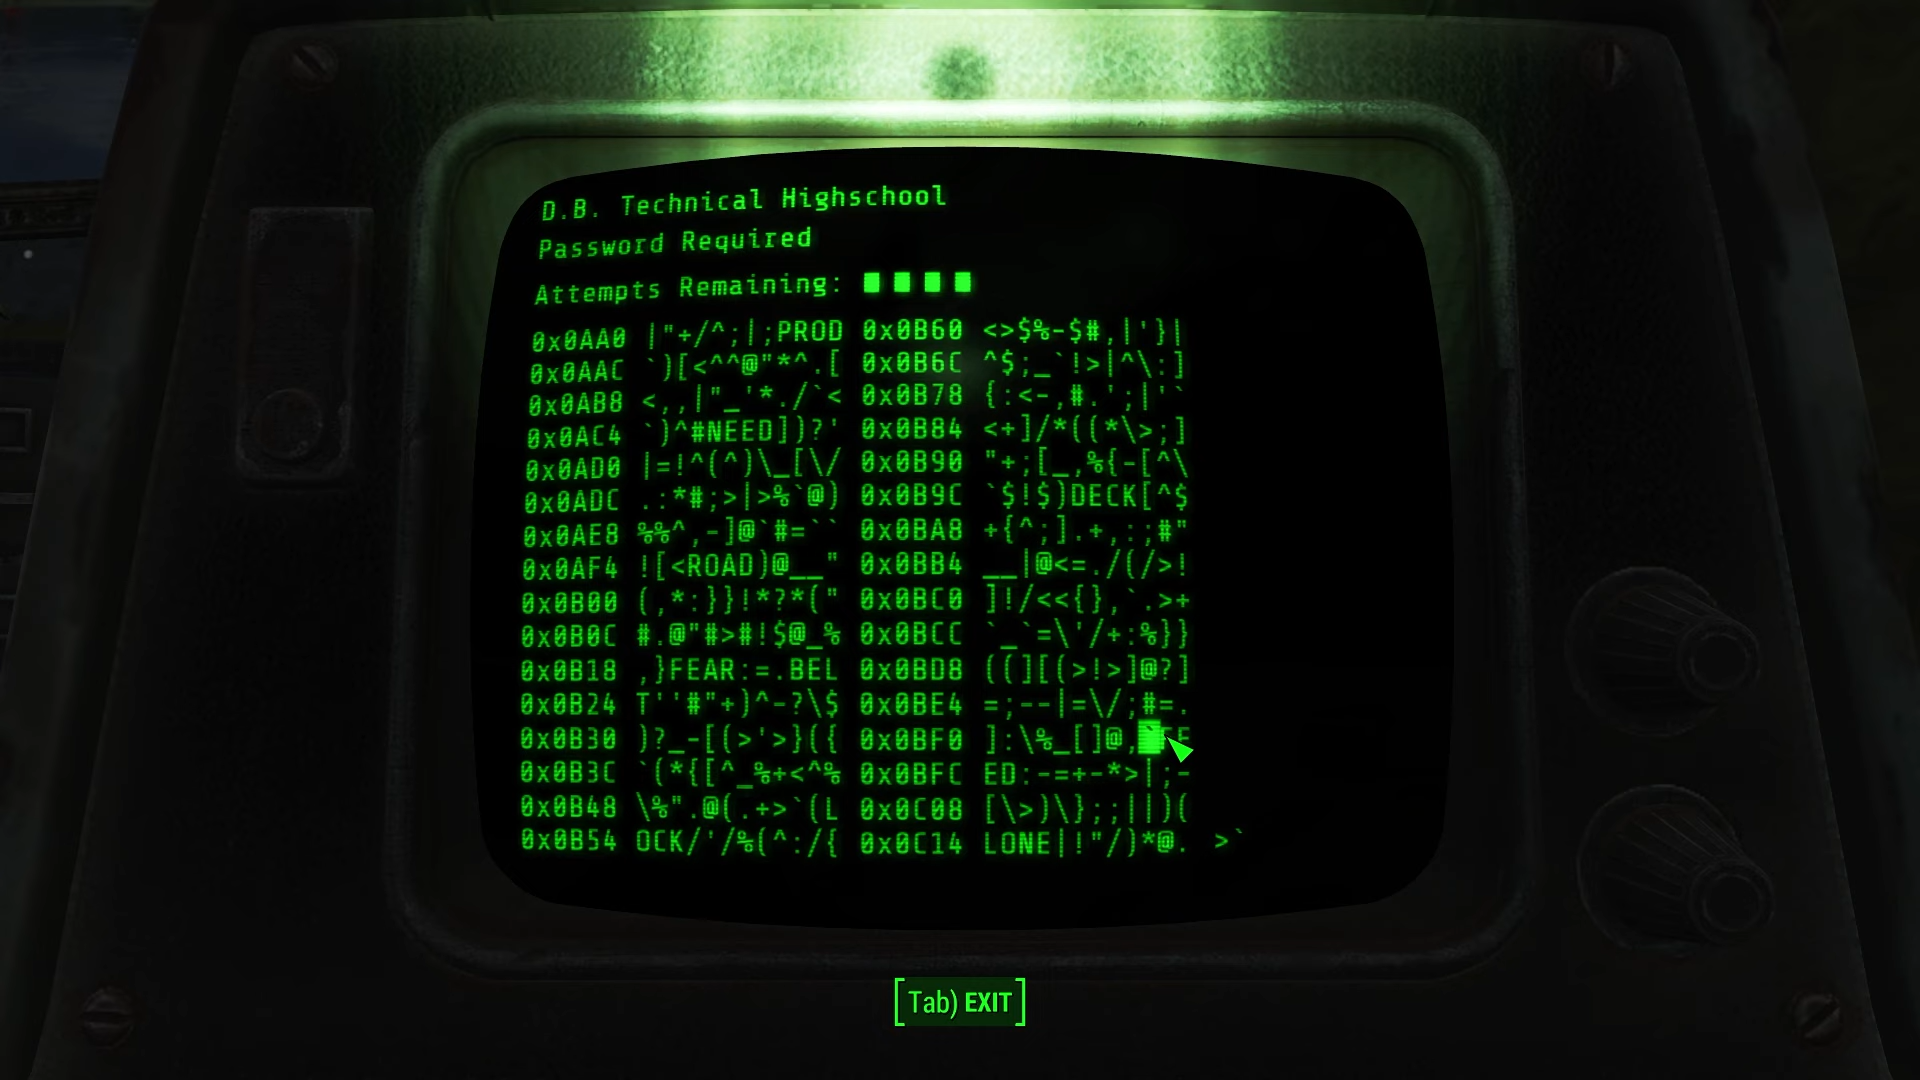 D.B. Technical Highschool
Password Required
Attempts Remaining: ■ ■ ■ ■
0x0AA0 |"+/^;|;PROD 0x0B60 <>$%-$#,|'}|
0x0AAC `)[<^^@"*^.[ 0x0B6C ^$;_`!>|^\:]
0x0AB8 <,,|"_'*./`< 0x0B78 {:<-,#.';|'`
0x0AC4 `)^#NEED])?' 0x0B84 <+]/*((*\>;]
0x0AD0 |=!^(^)\_[\/ 0x0B90 "+;[_,%{-[^\
0x0ADC .:*#;>|>%`@) 0x0B9C `$!$)DECK[^$
0x0AE8 %%^,-]@`#=`` 0x0BA8 +{^;].+,:;#"
0x0AF4 ![<ROAD)@__" 0x0BB4 __|@<=./(/>!
0x0B00 (,*:}}!*?*{" 0x0BC0 ]!/<<{},`.>+
0x0B0C #.@"#>#!$@_% 0x0BCC `_`=\'/+:%}}
0x0B18 ,}FEAR:=.BEL 0x0BD8 ((][(>!>]@?]
0x0B24 T''#"+)^-?\$ 0x0BE4 =;--|=\/;#=.
0x0B30 )?_-[(>'>}({ 0x0BF0 ]:\%_[]@,`FE
0x0B3C `(*{[^_%+<^% 0x0BFC ED:-=+-*>|;-
0x0B48 \%".@(.+>`(L 0x0C08 [\>)\};;||)(
0x0B54 OCK/'/%(^:/{ 0x0C14 LONE|!"/)*@. >`
[Tab) EXIT]